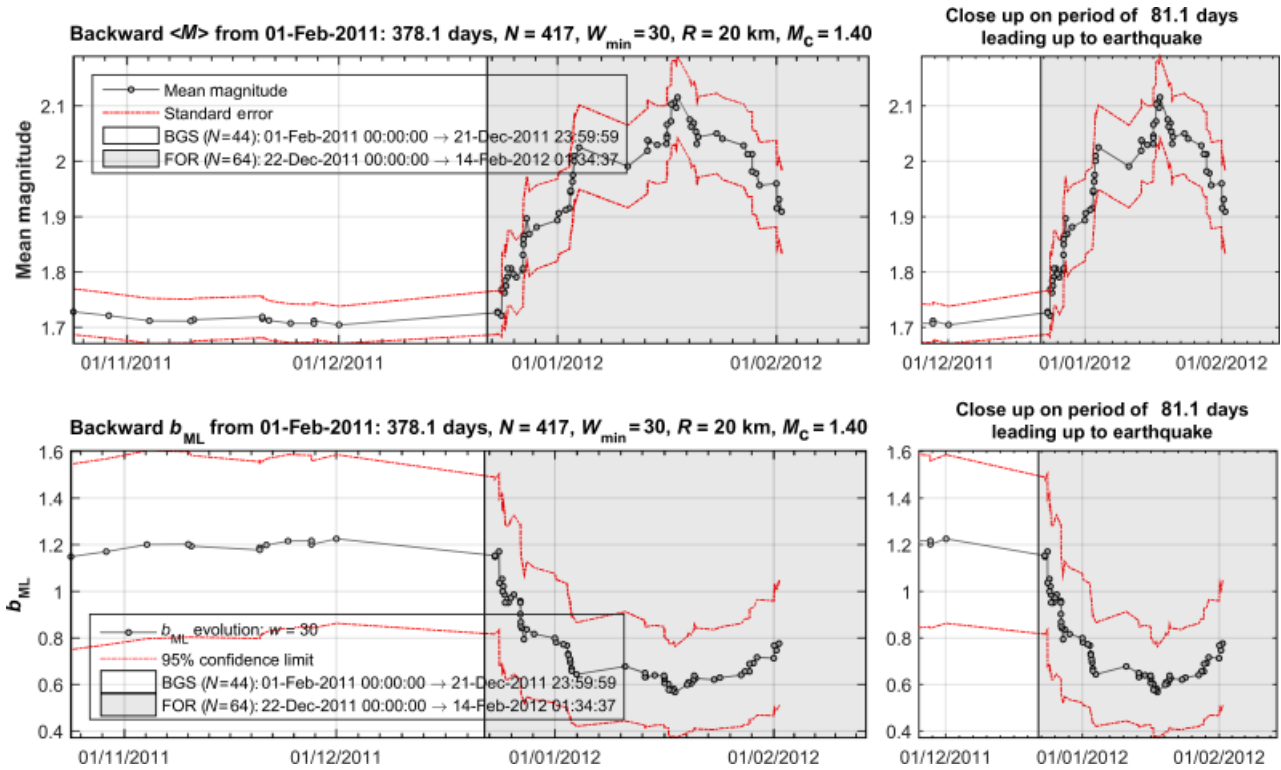 Backward <M> from 01-Feb-2011: 378.1 days, N = 417, Wmin = 30, R = 20 km, MC = 1.40
Close up on period of 81.1 days
leading up to earthquake
Mean magnitude
2.1
2
1.9
1.8
1.7
Mean magnitude
Standard error
BGS (N=44): 01-Feb-2011 00:00:00 → 21-Dec-2011 23:59:59
FOR (N=64): 22-Dec-2011 00:00:00 → 14-Feb-2012 01:34:37
01/11/2011 01/12/2011 01/01/2012 01/02/2012
01/12/2011 01/01/2012 01/02/2012
Backward bML from 01-Feb-2011: 378.1 days, N = 417, Wmin = 30, R = 20 km, MC = 1.40
Close up on period of 81.1 days
leading up to earthquake
bML
1.6
1.4
1.2
1
0.8
0.6
0.4
bML evolution: w = 30
95% confidence limit
BGS (N=44): 01-Feb-2011 00:00:00 → 21-Dec-2011 23:59:59
FOR (N=64): 22-Dec-2011 00:00:00 → 14-Feb-2012 01:34:37
1.6
1.4
1.2
1
0.8
0.6
0.4
01/11/2011 01/12/2011 01/01/2012 01/02/2012
01/12/2011 01/01/2012 01/02/2012